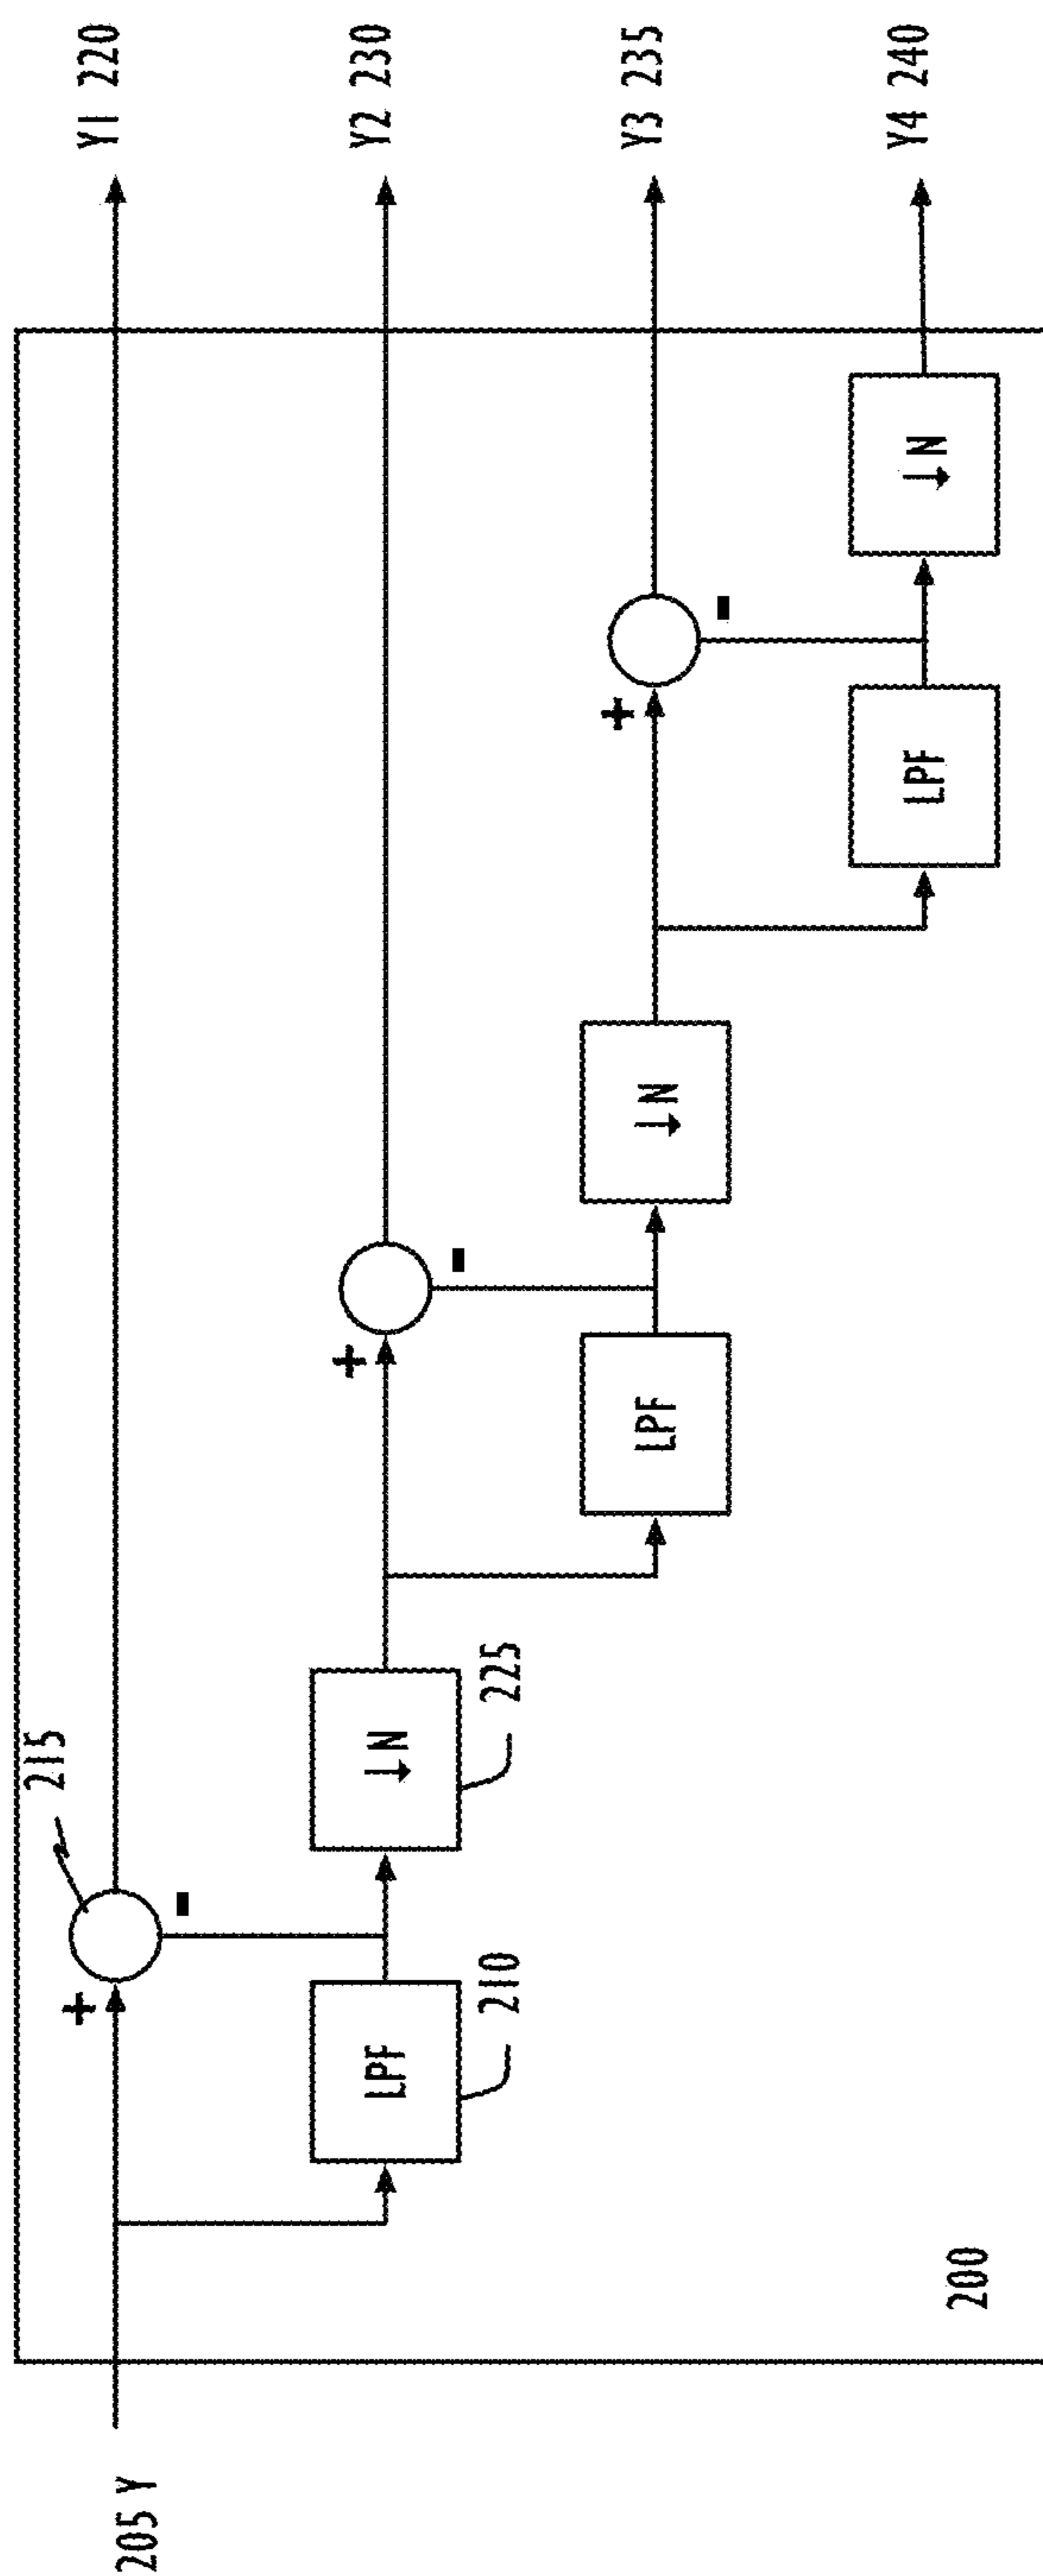 205 Y
+
-
215
Y1 220
LPF
210
↓N
225
+
-
Y2 230
LPF
↓N
+
-
Y3 235
LPF
↓N
Y4 240
200